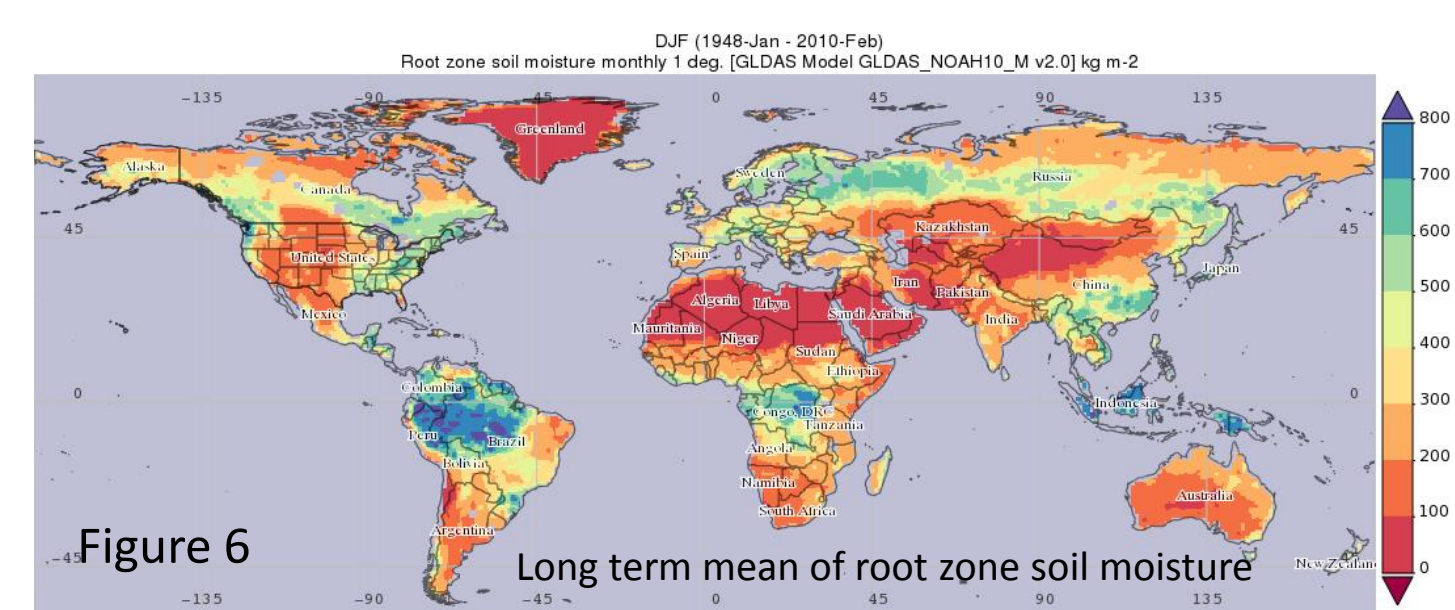 DJF (1948-Jan - 2010-Feb)
Root zone soil moisture monthly 1 deg. [GLDAS Model GLDAS_NOAH10_M v2.0] kg m-2
-135 -90 -45 0 45 90 135
800
Greenland
Alaska
Sweden
Russia
700
Canada
45 45
Kazakhstan
600
United States
Spain
Japan
Iran
Pakistan
China
500
Mexico
Algeria
Libya
Saudi Arabia
India
Mauritania
Niger
400
Sudan
Ethiopia
Colombia
0 0
300
Congo, DRC
Indonesia
Peru
Brazil
Tanzania
Angola
200
Bolivia
Namibia
Australia
100
South Africa
Argentina
Figure 6
-45
Long term mean of root zone soil moisture
New Zealan
0
-135 -90 -45 0 45 90 135